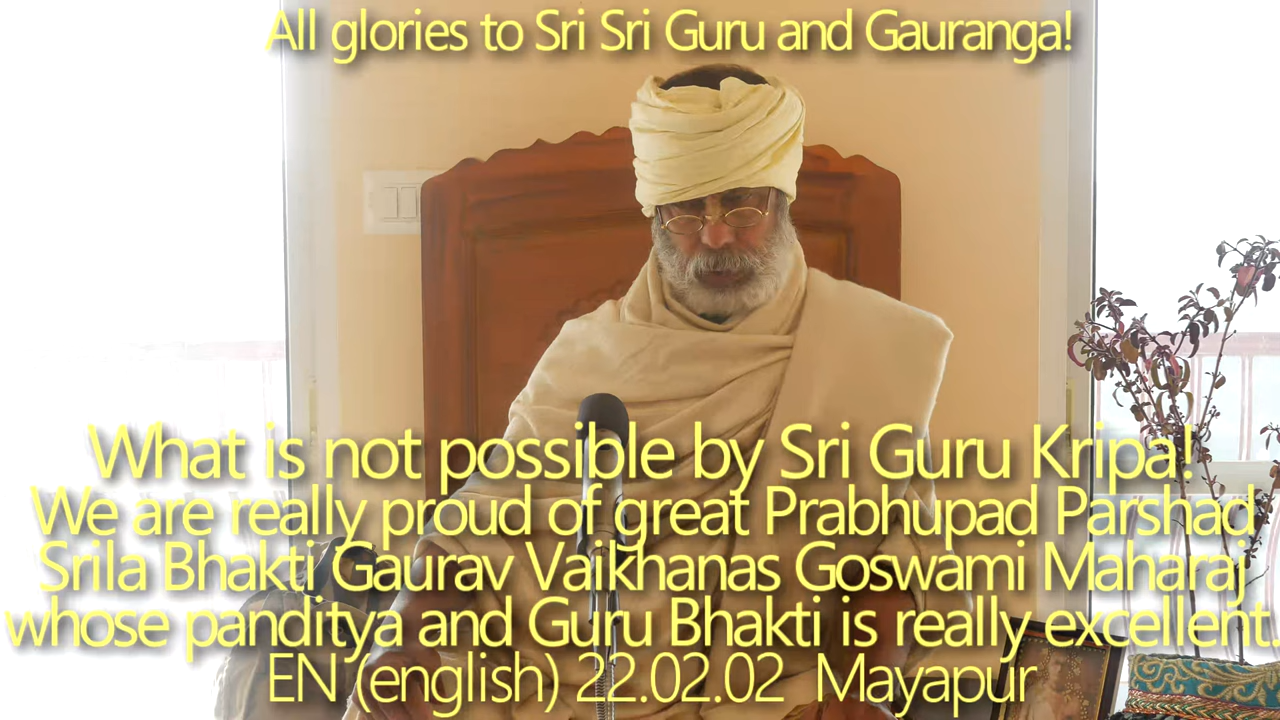 All glories to Sri Sri Guru and Gauranga!
What is not possible by Sri Guru Kripa!
We are really proud of great Prabhupad Parshad
Srila Bhakti Gaurav Vaikhanas Goswami Maharaj
whose panditya and Guru Bhakti is really excellent.
EN (english) 22.02.02 Mayapur